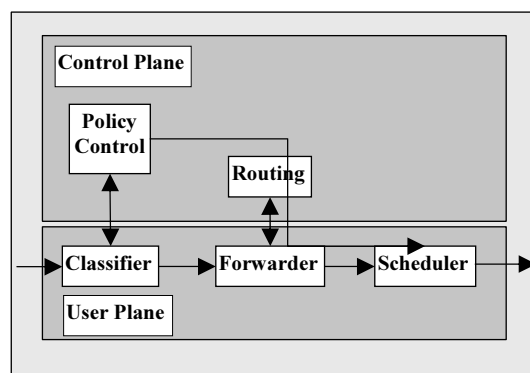 Control Plane
Policy
Control
Routing
Classifier
Forwarder
Scheduler
User Plane